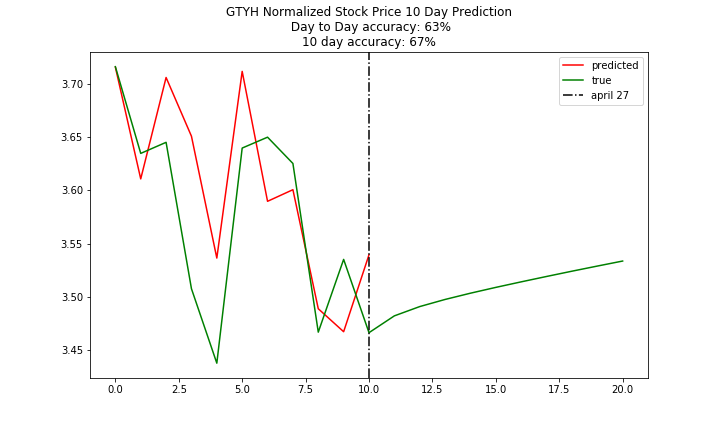 GTYH Normalized Stock Price 10 Day Prediction
Day to Day accuracy: 63%
10 day accuracy: 67%
predicted
true
april 27
3.70
3.65
3.60
3.55
3.50
3.45
0.0 2.5 5.0 7.5 10.0 12.5 15.0 17.5 20.0